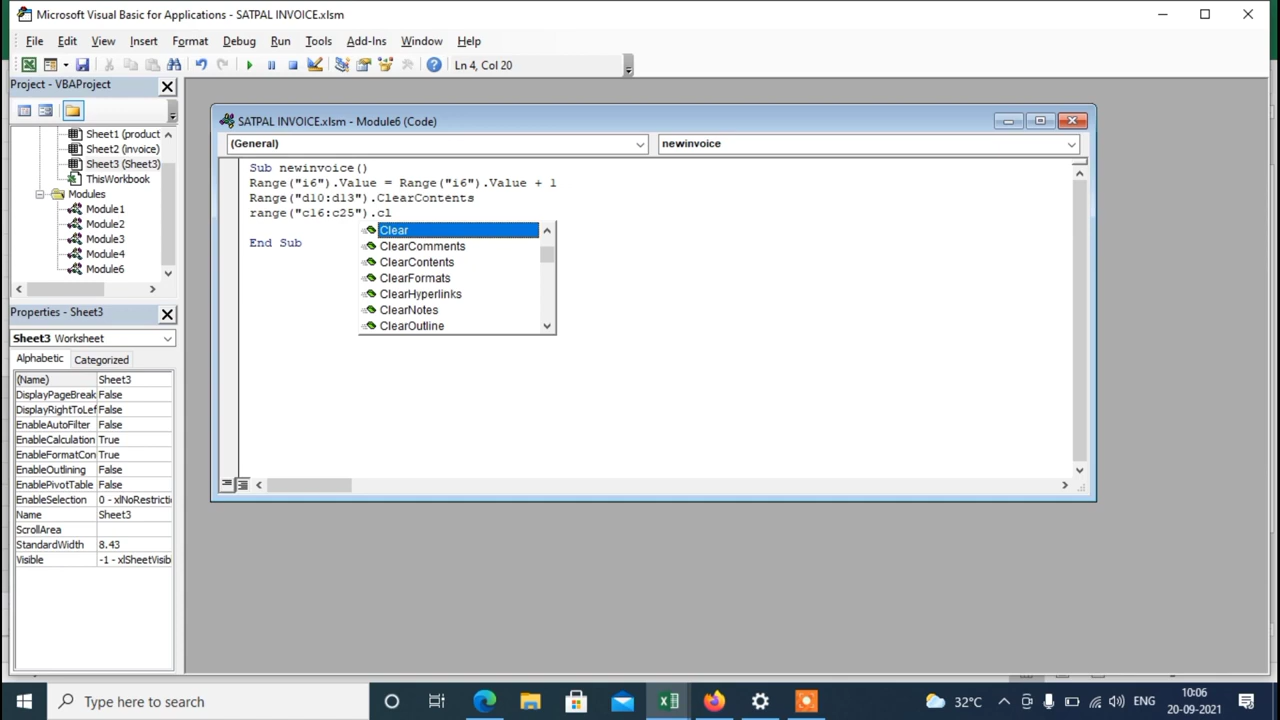 Microsoft Visual Basic for Applications - SATPAL INVOICE.xlsm
File Edit View Insert Format Debug Run Tools Add-Ins Window Help
Ln 4, Col 20
Project - VBAProject
Sheet1 (product
Sheet2 (invoice)
Sheet3 (Sheet3)
ThisWorkbook
Modules
Module1
Module2
Module3
Module4
Module6
Properties - Sheet3
Sheet3 Worksheet
Alphabetic Categorized
(Name) Sheet3
DisplayPageBreak False
DisplayRightToLef False
EnableAutoFilter False
EnableCalculation True
EnableFormatCon True
EnableOutlining False
EnablePivotTable False
EnableSelection 0 - xlNoRestricti
Name Sheet3
ScrollArea
StandardWidth 8.43
Visible -1 - xlSheetVisib
SATPAL INVOICE.xlsm - Module6 (Code)
(General) newinvoice
Sub newinvoice()
Range("i6").Value = Range("i6").Value + 1
Range("d10:d13").ClearContents
range("c16:c25").cl
End Sub
Clear
ClearComments
ClearContents
ClearFormats
ClearHyperlinks
ClearNotes
ClearOutline
Type here to search
32°C
ENG
10:06
20-09-2021